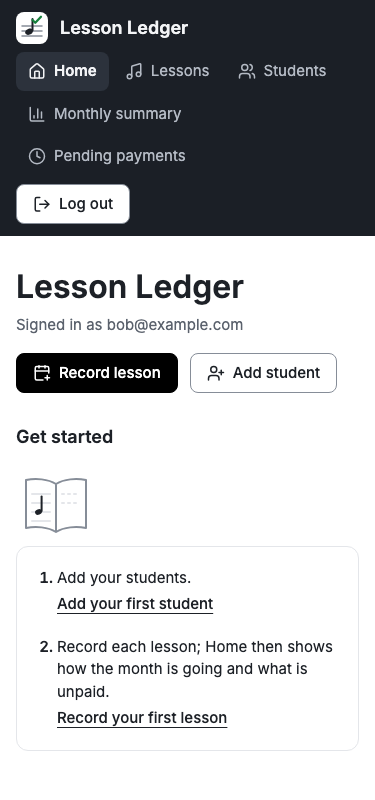 Lesson Ledger
Home
Lessons
Students
Monthly summary
Pending payments
Log out
Lesson Ledger
Signed in as bob@example.com
Record lesson
Add student
Get started
1. Add your students.
Add your first student
2. Record each lesson; Home then shows
how the month is going and what is
unpaid.
Record your first lesson